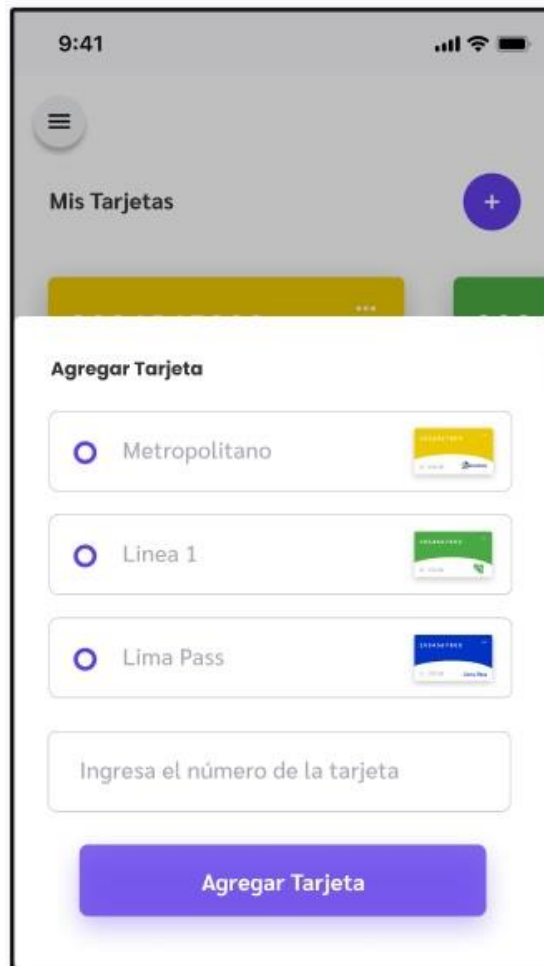 9:41
Mis Tarjetas
+
Agregar Tarjeta
Metropolitano
Linea 1
Lima Pass
Ingresa el número de la tarjeta
Agregar Tarjeta